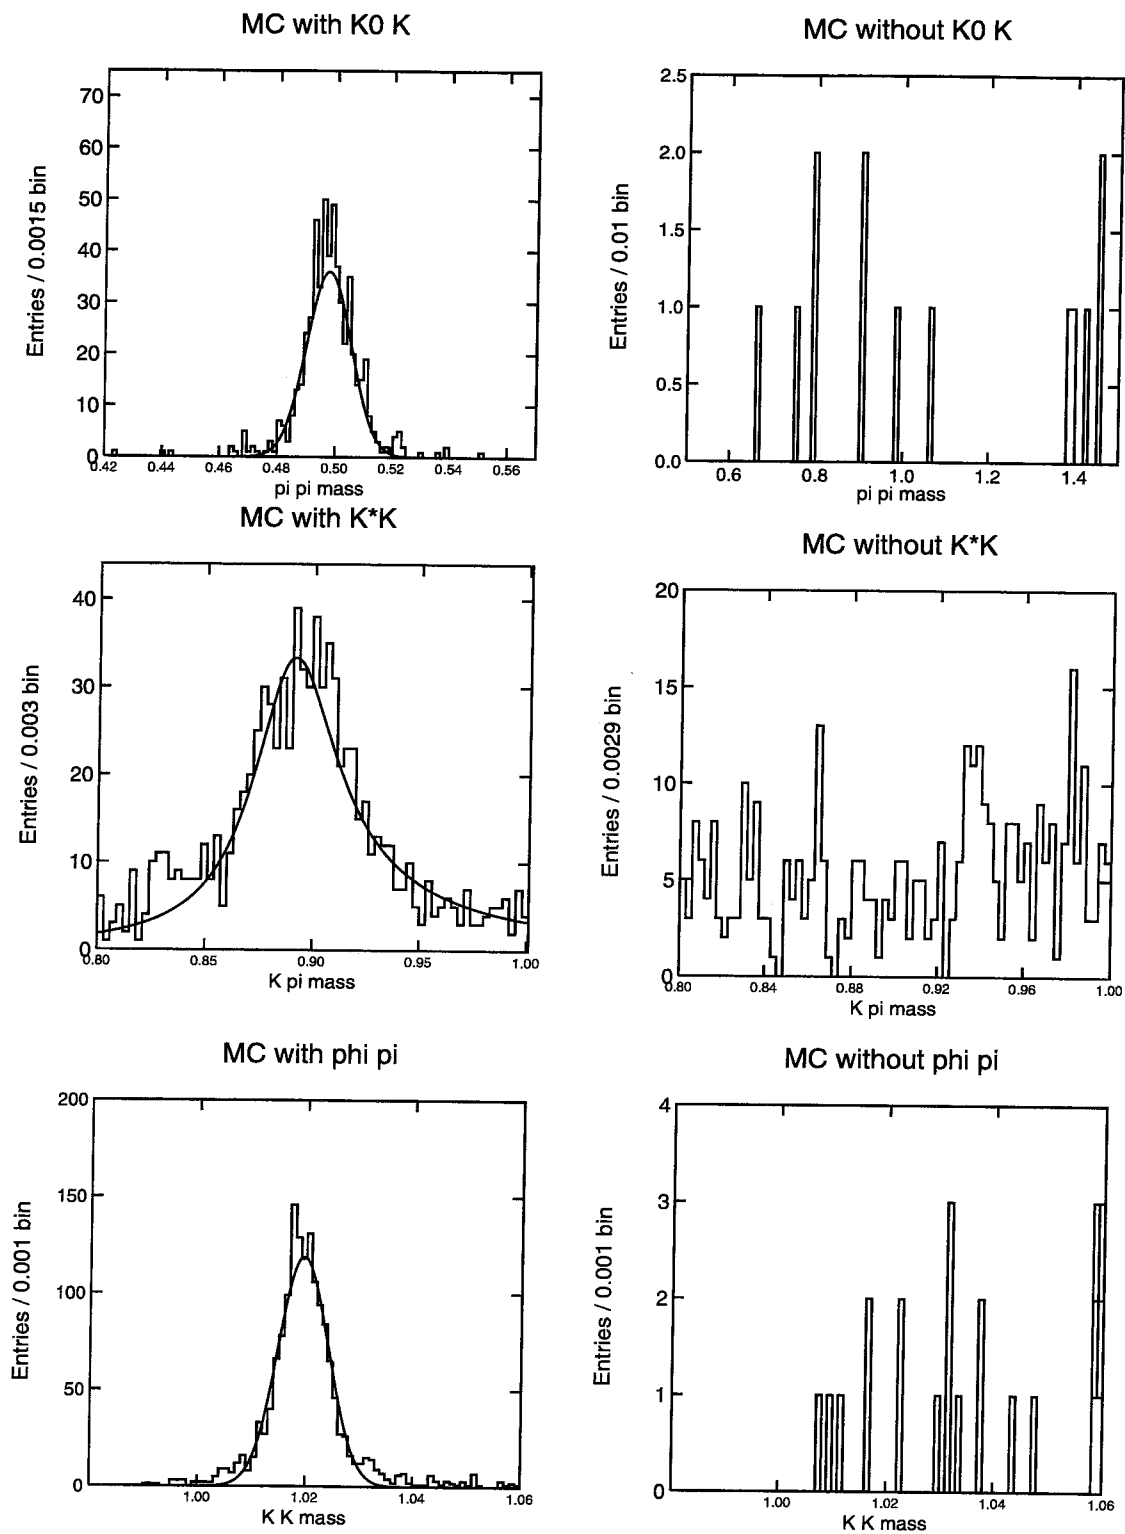 MC with K0 K
70
60
50
40
30
20
10
0
Entries / 0.0015 bin
0.42 0.44 0.46 0.48 0.50 0.52 0.54 0.56
pi pi mass
MC without K0 K
2.5
2.0
1.5
1.0
0.5
0.0
Entries / 0.01 bin
0.6 0.8 1.0 1.2 1.4
pi pi mass
MC with K*K
40
30
20
10
0
Entries / 0.003 bin
0.80 0.85 0.90 0.95 1.00
K pi mass
MC without K*K
20
15
10
5
0
Entries / 0.0029 bin
0.80 0.84 0.88 0.92 0.96 1.00
K pi mass
MC with phi pi
200
150
100
50
0
Entries / 0.001 bin
1.00 1.02 1.04 1.06
K K mass
MC without phi pi
4
3
2
1
0
Entries / 0.001 bin
1.00 1.02 1.04 1.06
K K mass